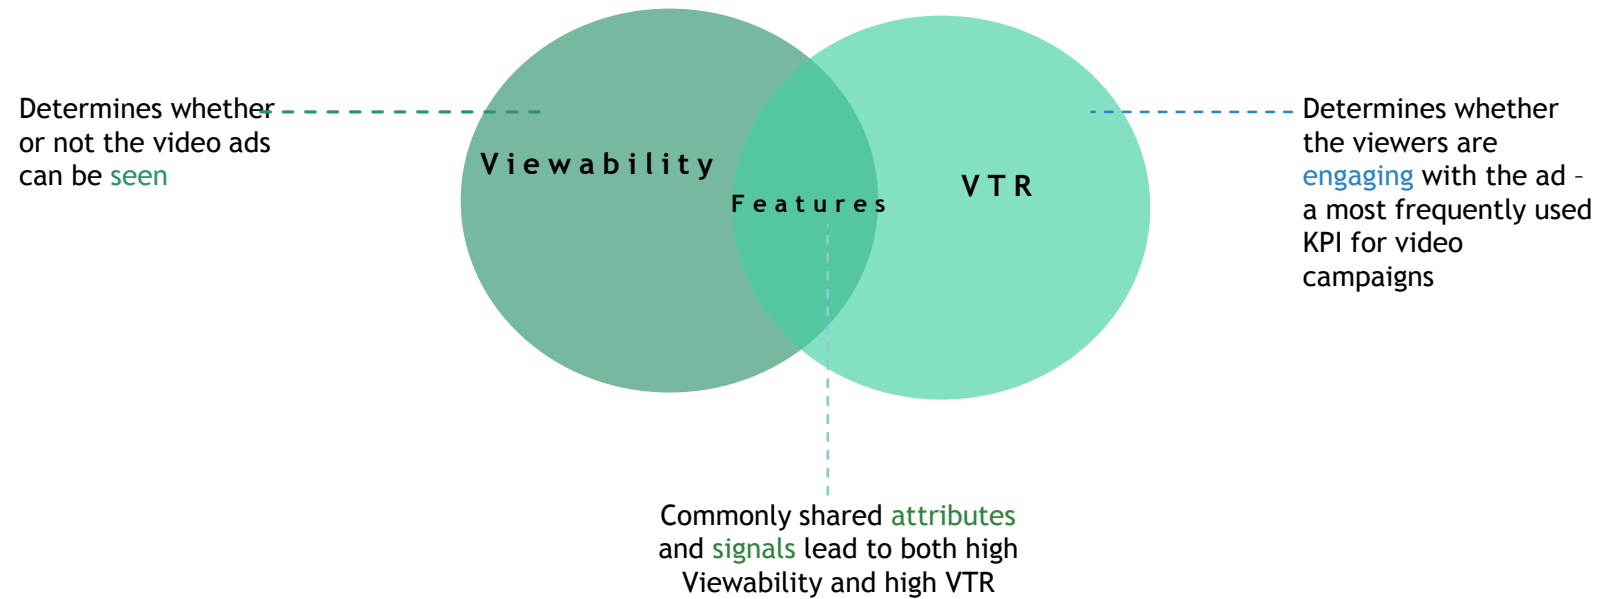 Determines whether
or not the video ads
can be seen
Viewability
Features
VTR
Determines whether
the viewers are
engaging with the ad –
a most frequently used
KPI for video
campaigns
Commonly shared attributes
and signals lead to both high
Viewability and high VTR